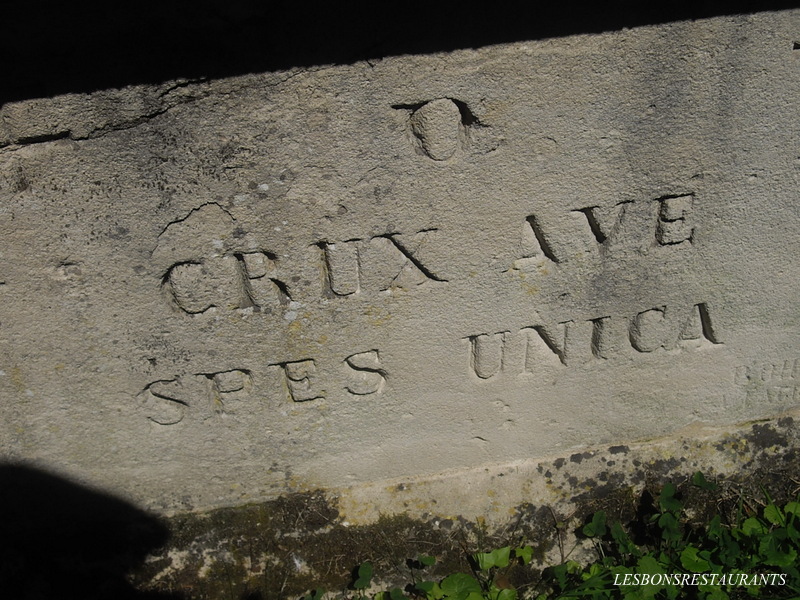 O
CRUX AVE
SPES UNICA
LESBONSRESTAURANTS